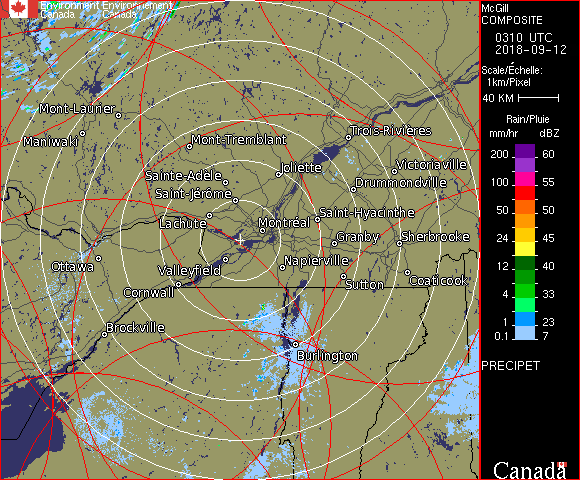 Environment Environnement
Canada Canada
McGill
COMPOSITE
0310 UTC
2018-09-12
Scale/Échelle:
1km/Pixel
40 KM
Rain/Pluie
mm/hr dBZ
200 60
100 55
50 50
24 45
12 40
4 33
1 23
0.1 7
PRECIPET
Canada
Mont-Laurier
Maniwaki
Mont-Tremblant
Trois-Rivières
Victoriaville
Joliette
Sainte-Adèle
Drummondville
Saint-Jérôme
Saint-Hyacinthe
Lachute
Montréal
Granby
Sherbrooke
Ottawa
Valleyfield
Napierville
Cornwall
Sutton
Coaticook
Brockville
Burlington